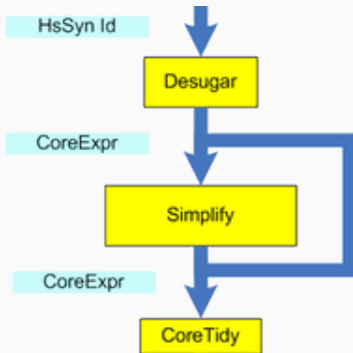 HsSyn Id
Desugar
CoreExpr
Simplify
CoreExpr
CoreTidy